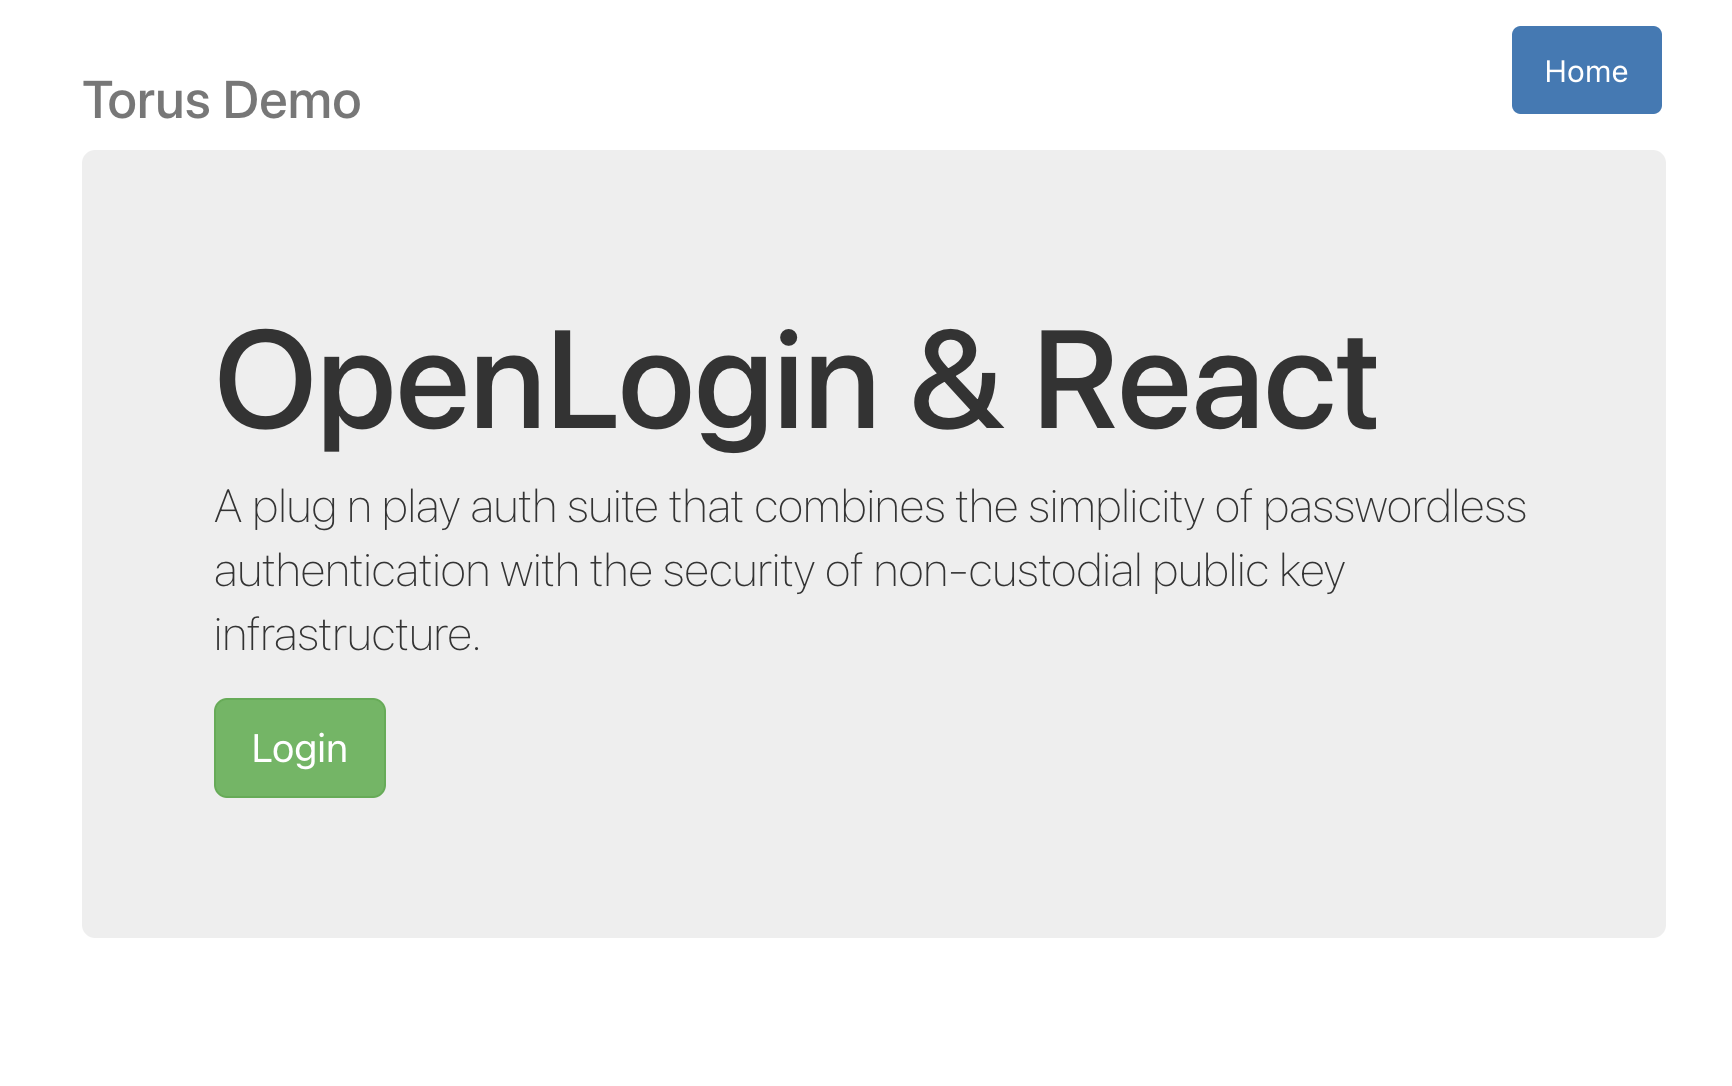 Home
Torus Demo
OpenLogin & React
A plug n play auth suite that combines the simplicity of passwordless
authentication with the security of non-custodial public key
infrastructure.
Login